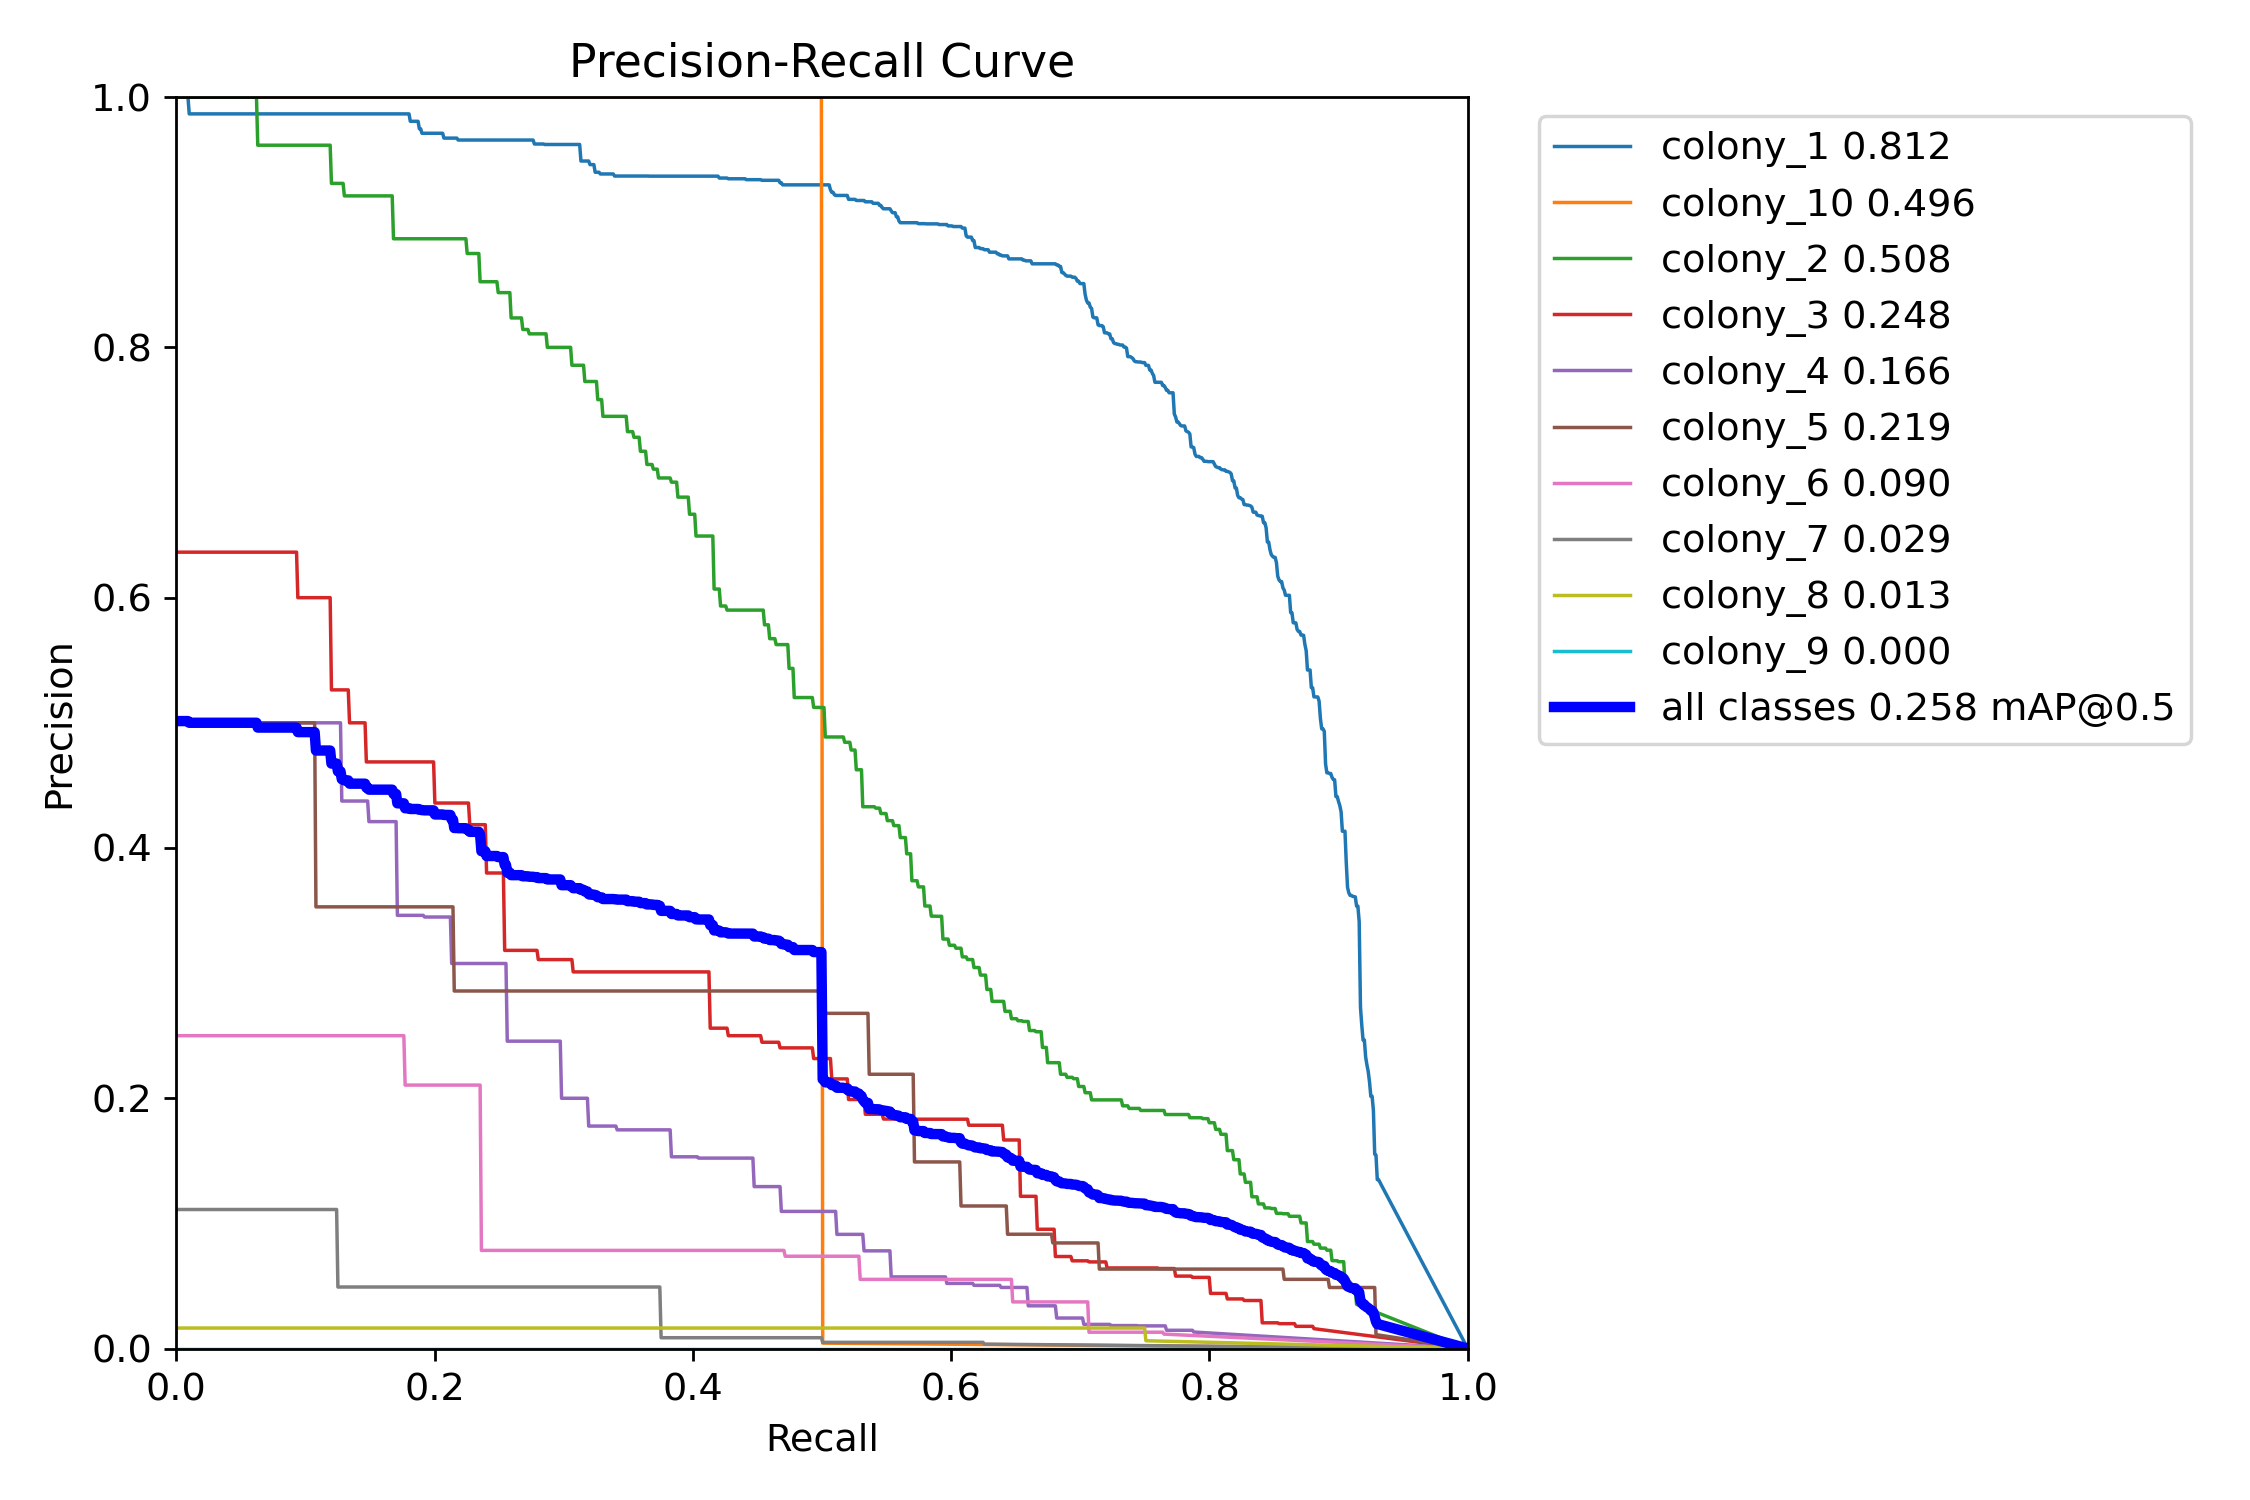 Precision-Recall Curve
1.0
0.8
0.6
0.4
0.2
0.0
Precision
0.0 0.2 0.4 0.6 0.8 1.0
Recall
colony_1 0.812
colony_10 0.496
colony_2 0.508
colony_3 0.248
colony_4 0.166
colony_5 0.219
colony_6 0.090
colony_7 0.029
colony_8 0.013
colony_9 0.000
all classes 0.258 mAP@0.5